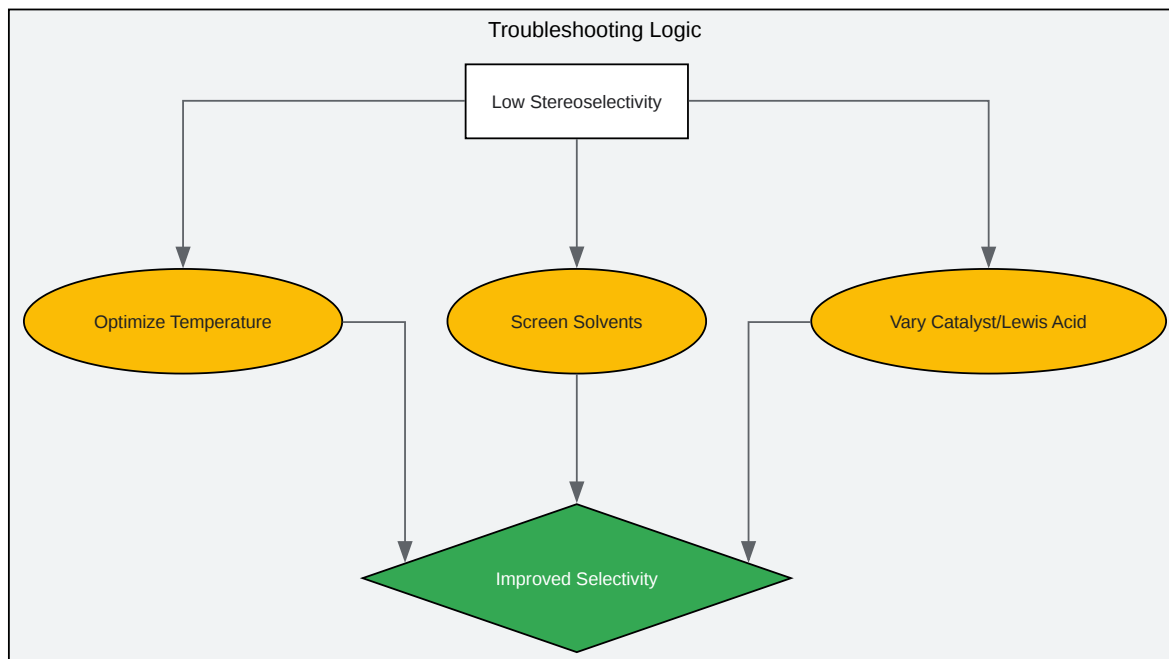 Troubleshooting Logic
Low Stereoselectivity
Optimize Temperature
Screen Solvents
Vary Catalyst/Lewis Acid
Improved Selectivity